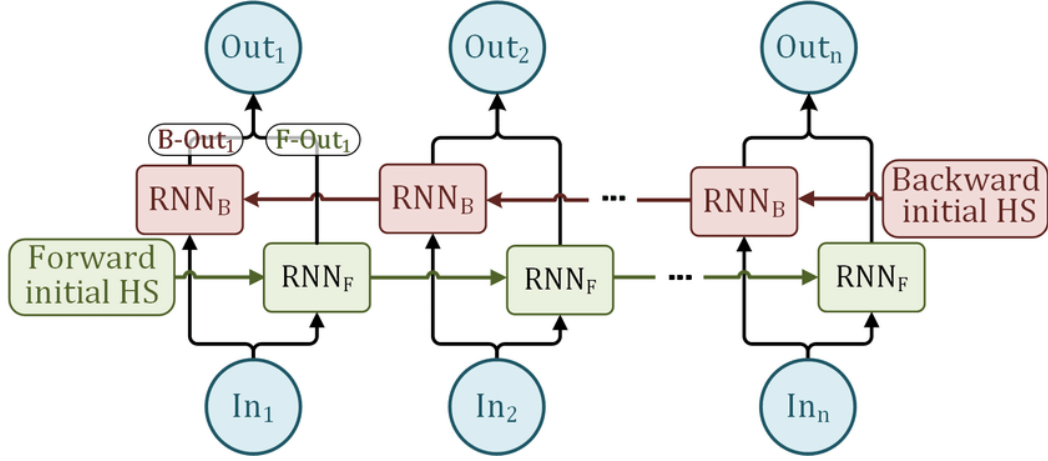 Out₁ Out₂ Outₙ
B-Out₁ F-Out₁
RNN_B RNN_B ... RNN_B Backward
initial HS
Forward
initial HS RNN_F RNN_F ... RNN_F
In₁ In₂ Inₙ